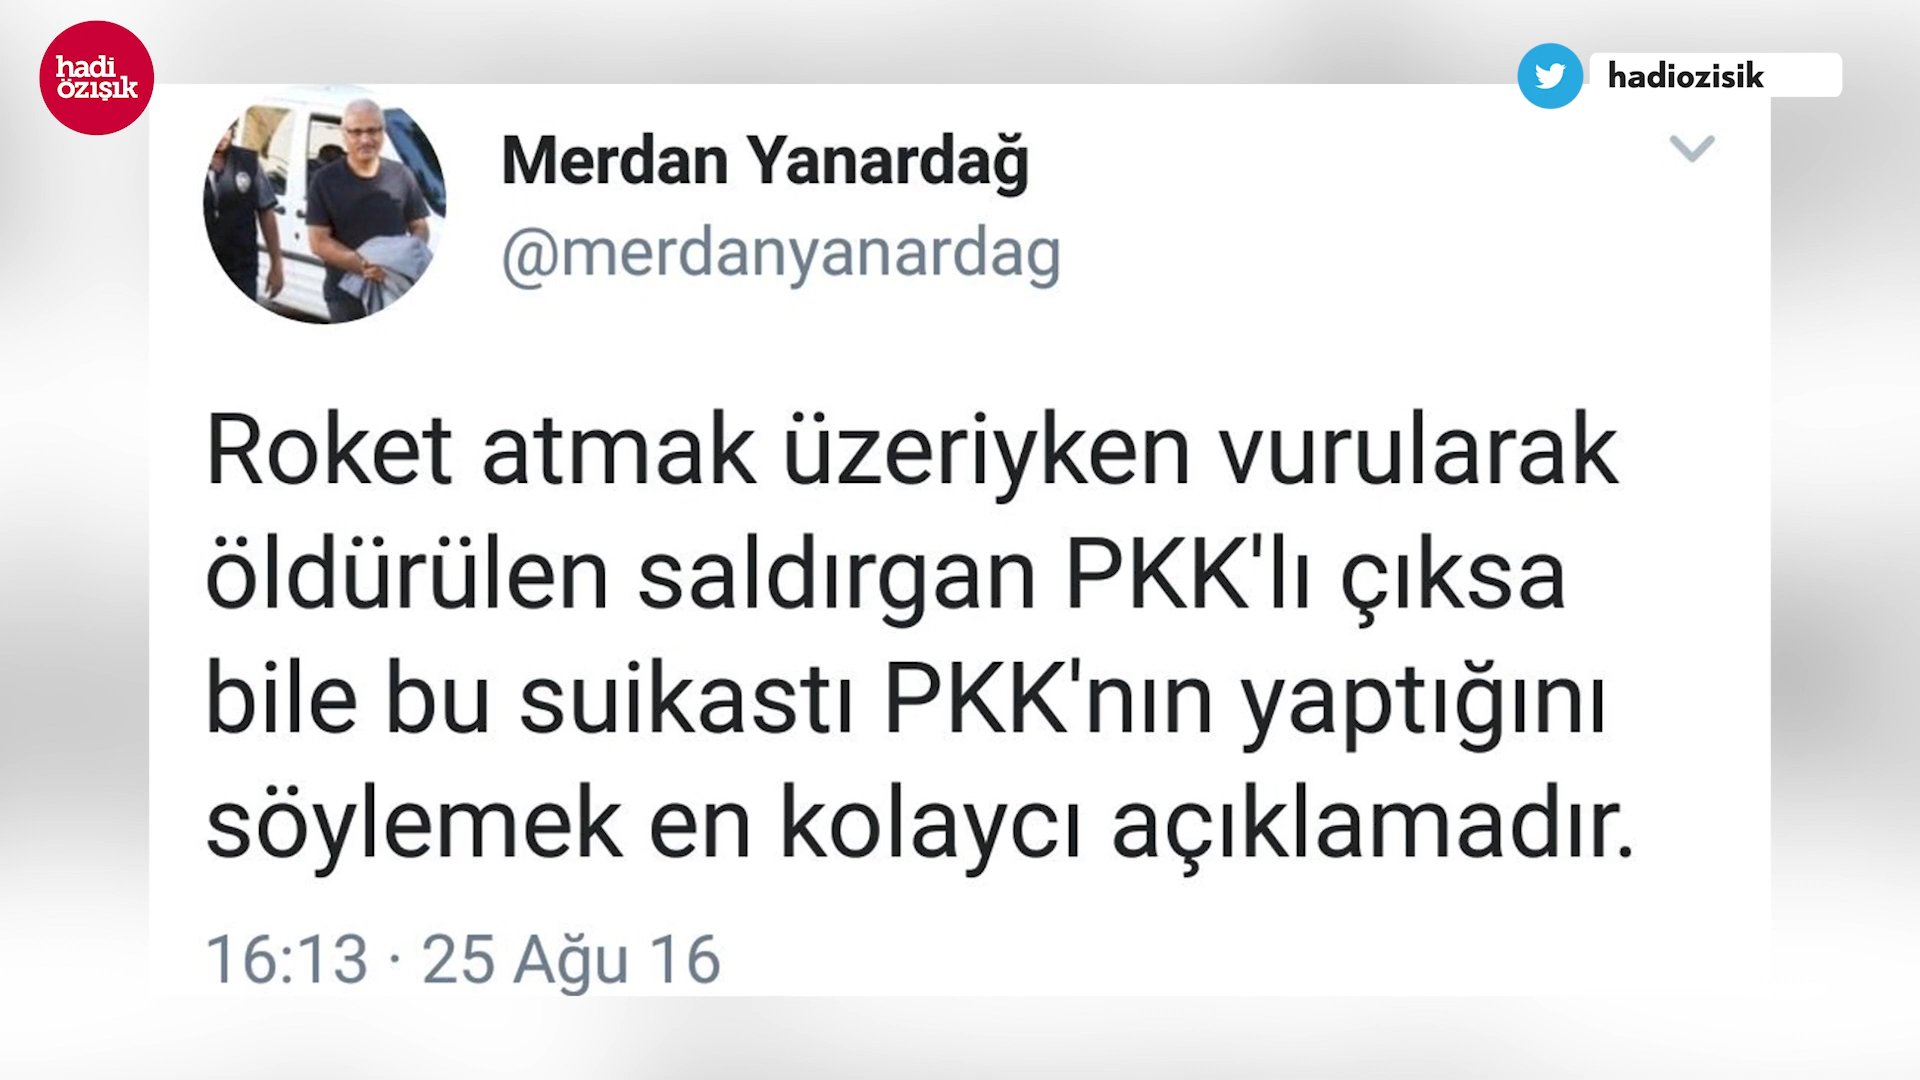 hadi
özışık
hadiozisik
Merdan Yanardağ
@merdanyanardag
Roket atmak üzeriyken vurularak
öldürülen saldırgan PKK'lı çıksa
bile bu suikastı PKK'nın yaptığını
söylemek en kolaycı açıklamadır.
16:13 · 25 Ağu 16